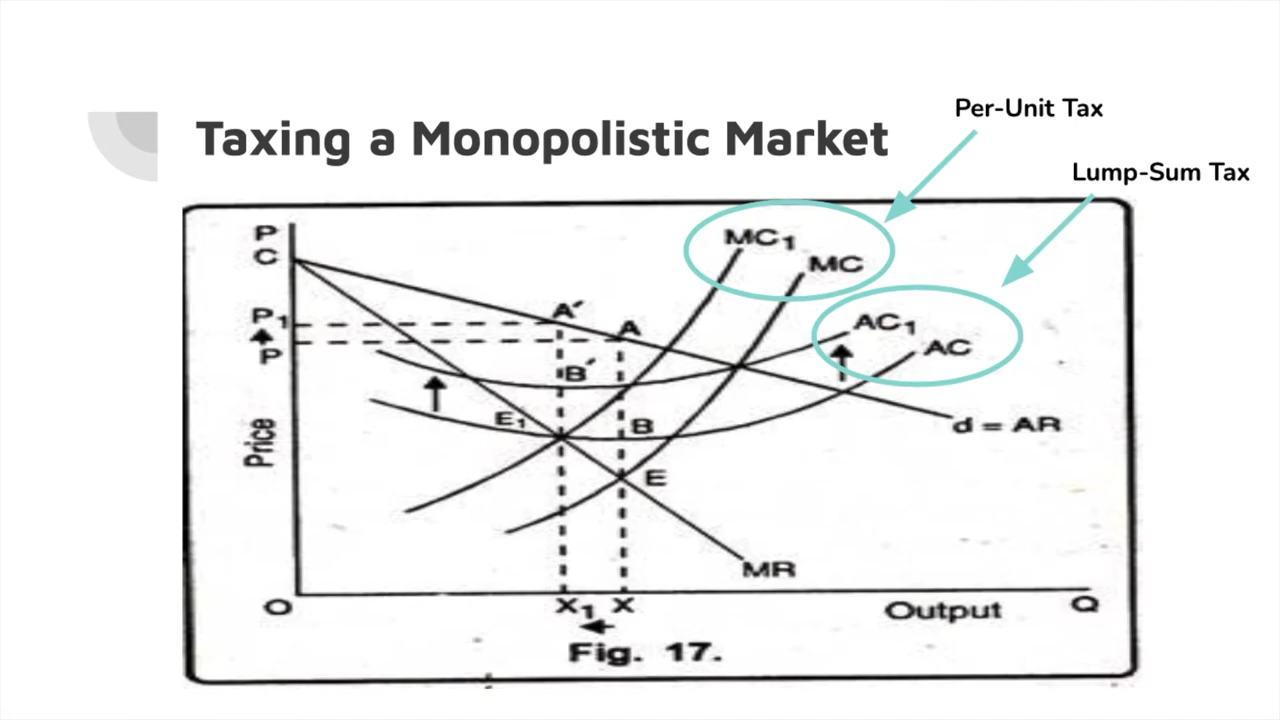 Per-Unit Tax
Taxing a Monopolistic Market
Lump-Sum Tax
P
C
MC₁
MC
P₁
A′
A
AC₁
AC
P
B′
E₁
B
d = AR
Price
E
MR
O
X₁
X
Output
Q
Fig. 17.